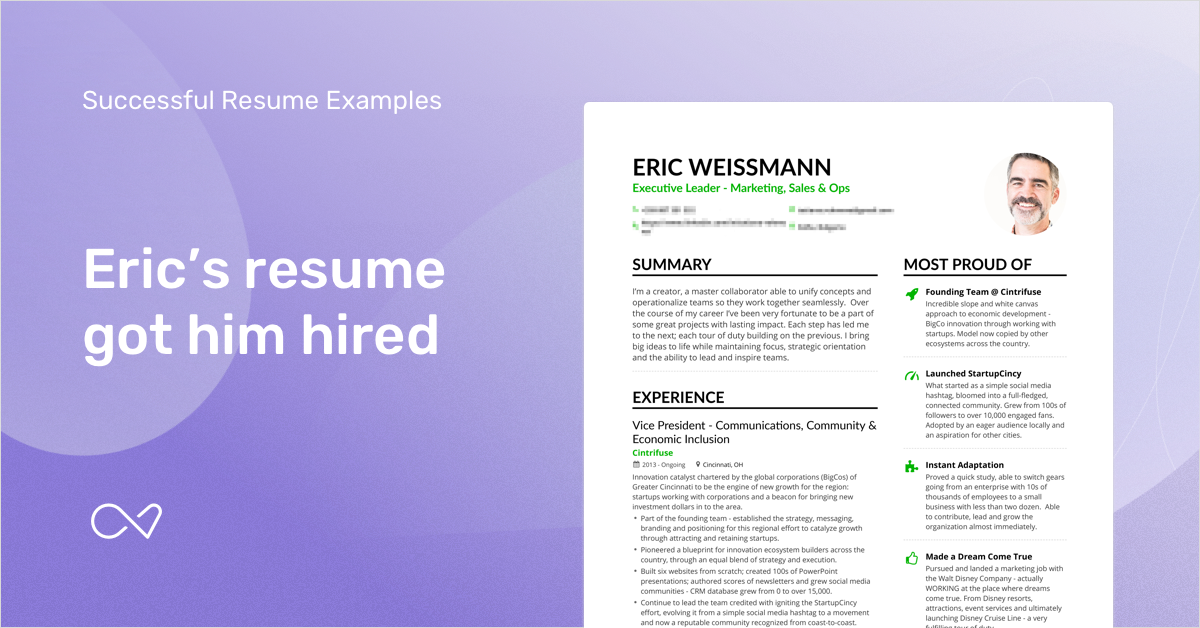 Successful Resume Examples
Eric’s resume
got him hired
ERIC WEISSMANN
Executive Leader - Marketing, Sales & Ops
SUMMARY
I'm a creator, a master collaborator able to unify concepts and
operationalize teams so they work together seamlessly. Over
the course of my career I've been very fortunate to be a part of
some great projects with lasting impact. Each step has led me
to the next; each tour of duty building on the previous. I bring
big ideas to life while maintaining focus, strategic orientation
and the ability to lead and inspire teams.
EXPERIENCE
Vice President - Communications, Community &
Economic Inclusion
Cintrifuse
2013 - Ongoing Cincinnati, OH
Innovation catalyst chartered by the global corporations (BigCos) of
Greater Cincinnati to be the engine of new growth for the region:
startups working with corporations and a beacon for bringing new
investment dollars in to the area.
• Part of the founding team - established the strategy, messaging,
branding and positioning for this regional effort to catalyze growth
through attracting and retaining startups.
• Pioneered a blueprint for innovation ecosystem builders across the
country, through an equal blend of strategy and execution.
• Built six websites from scratch; created 100s of PowerPoint
presentations; authored scores of newsletters and grew social media
communities - CRM database grew from 0 to over 15,000.
• Continue to lead the team credited with igniting the StartupCincy
effort, evolving it from a simple social media hashtag to a movement
and now a reputable community recognized from coast-to-coast.
MOST PROUD OF
Founding Team @ Cintrifuse
Incredible slope and white canvas
approach to economic development -
BigCo innovation through working with
startups. Model now copied by other
ecosystems across the country.
Launched StartupCincy
What started as a simple social media
hashtag, bloomed into a full-fledged,
connected community. Grew from 100s of
followers to over 10,000 engaged fans.
Adopted by an eager audience locally and
an aspiration for other cities.
Instant Adaptation
Proved a quick study, able to switch gears
going from an enterprise with 10s of
thousands of employees to a small
business with less than two dozen. Able
to contribute, lead and grow the
organization almost immediately.
Made a Dream Come True
Pursued and landed a marketing job with
the Walt Disney Company - actually
WORKING at the place where dreams
come true. From Disney resorts,
attractions, event services and ultimately
launching Disney Cruise Line - a very
fulfilling tour of duty.